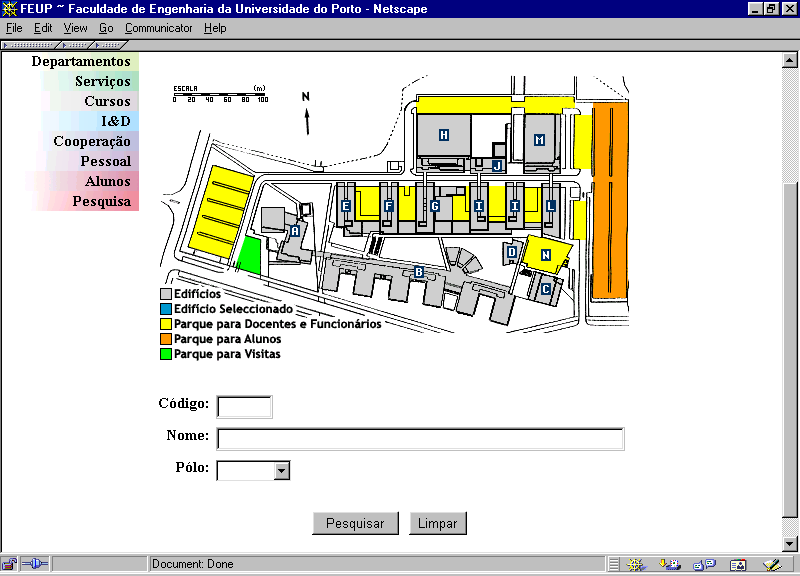 FEUP ~ Faculdade de Engenharia da Universidade do Porto - Netscape
File Edit View Go Communicator Help
Departamentos
Serviços
Cursos
I&D
Cooperação
Pessoal
Alunos
Pesquisa
ESCALA (m)
0 20 40 60 80 100
N
H
M
J
E
F
G
I
I
L
A
D
N
B
C
Edifícios
Edifício Seleccionado
Parque para Docentes e Funcionários
Parque para Alunos
Parque para Visitas
Código:
Nome:
Pólo:
Pesquisar Limpar
Document: Done